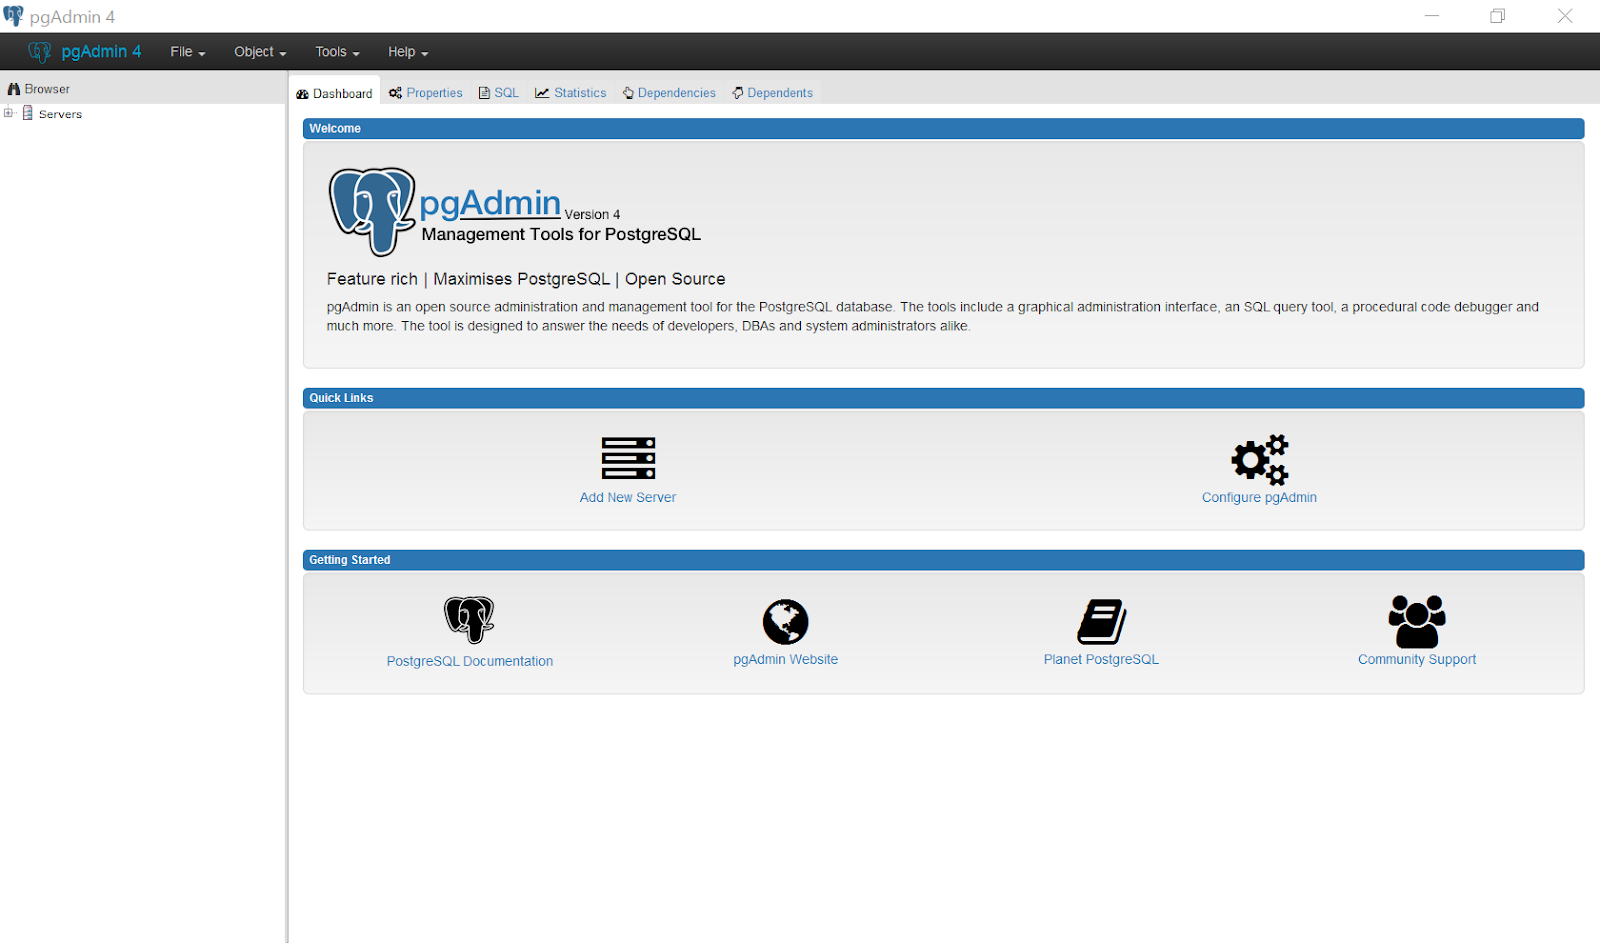 pgAdmin 4
pgAdmin 4 File Object Tools Help
Browser
Servers
Dashboard Properties SQL Statistics Dependencies Dependents
Welcome
pgAdmin Version 4
Management Tools for PostgreSQL
Feature rich | Maximises PostgreSQL | Open Source
pgAdmin is an open source administration and management tool for the PostgreSQL database. The tools include a graphical administration interface, an SQL query tool, a procedural code debugger and
much more. The tool is designed to answer the needs of developers, DBAs and system administrators alike.
Quick Links
Add New Server Configure pgAdmin
Getting Started
PostgreSQL Documentation pgAdmin Website Planet PostgreSQL Community Support